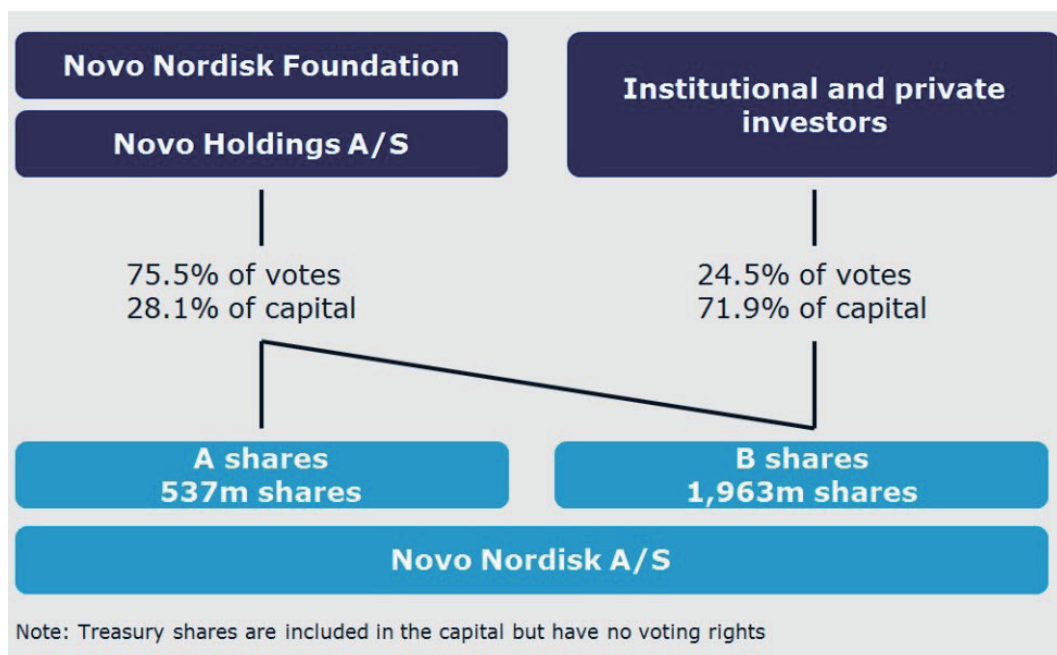 Novo Nordisk Foundation
Novo Holdings A/S
Institutional and private
investors
75.5% of votes
28.1% of capital
24.5% of votes
71.9% of capital
A shares
537m shares
B shares
1,963m shares
Novo Nordisk A/S
Note: Treasury shares are included in the capital but have no voting rights